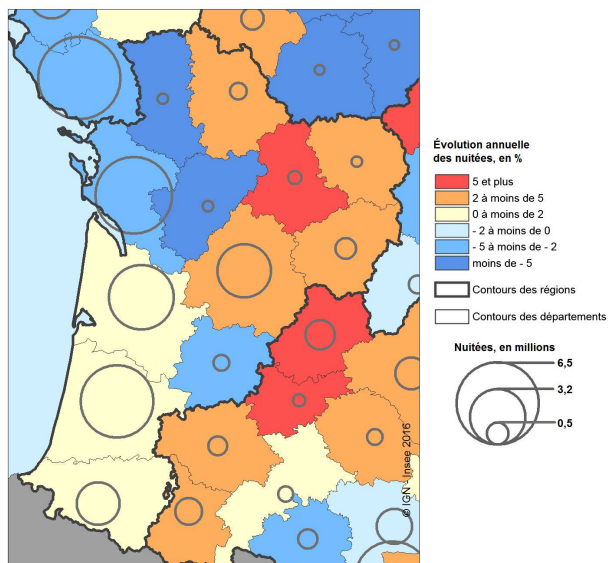 Évolution annuelle
des nuitées, en %
5 et plus
2 à moins de 5
0 à moins de 2
- 2 à moins de 0
- 5 à moins de - 2
moins de - 5
Contours des régions
Contours des départements
Nuitées, en millions
6,5
3,2
0,5
© IGN - Insee 2016